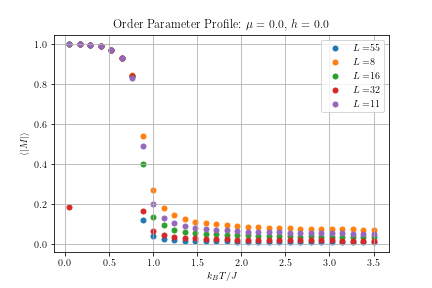 Order Parameter Profile: μ = 0.0, h = 0.0
1.0
0.8
0.6
0.4
0.2
0.0
⟨|M|⟩
L =55
L =8
L =16
L =32
L =11
0.0 0.5 1.0 1.5 2.0 2.5 3.0 3.5
k_BT/J